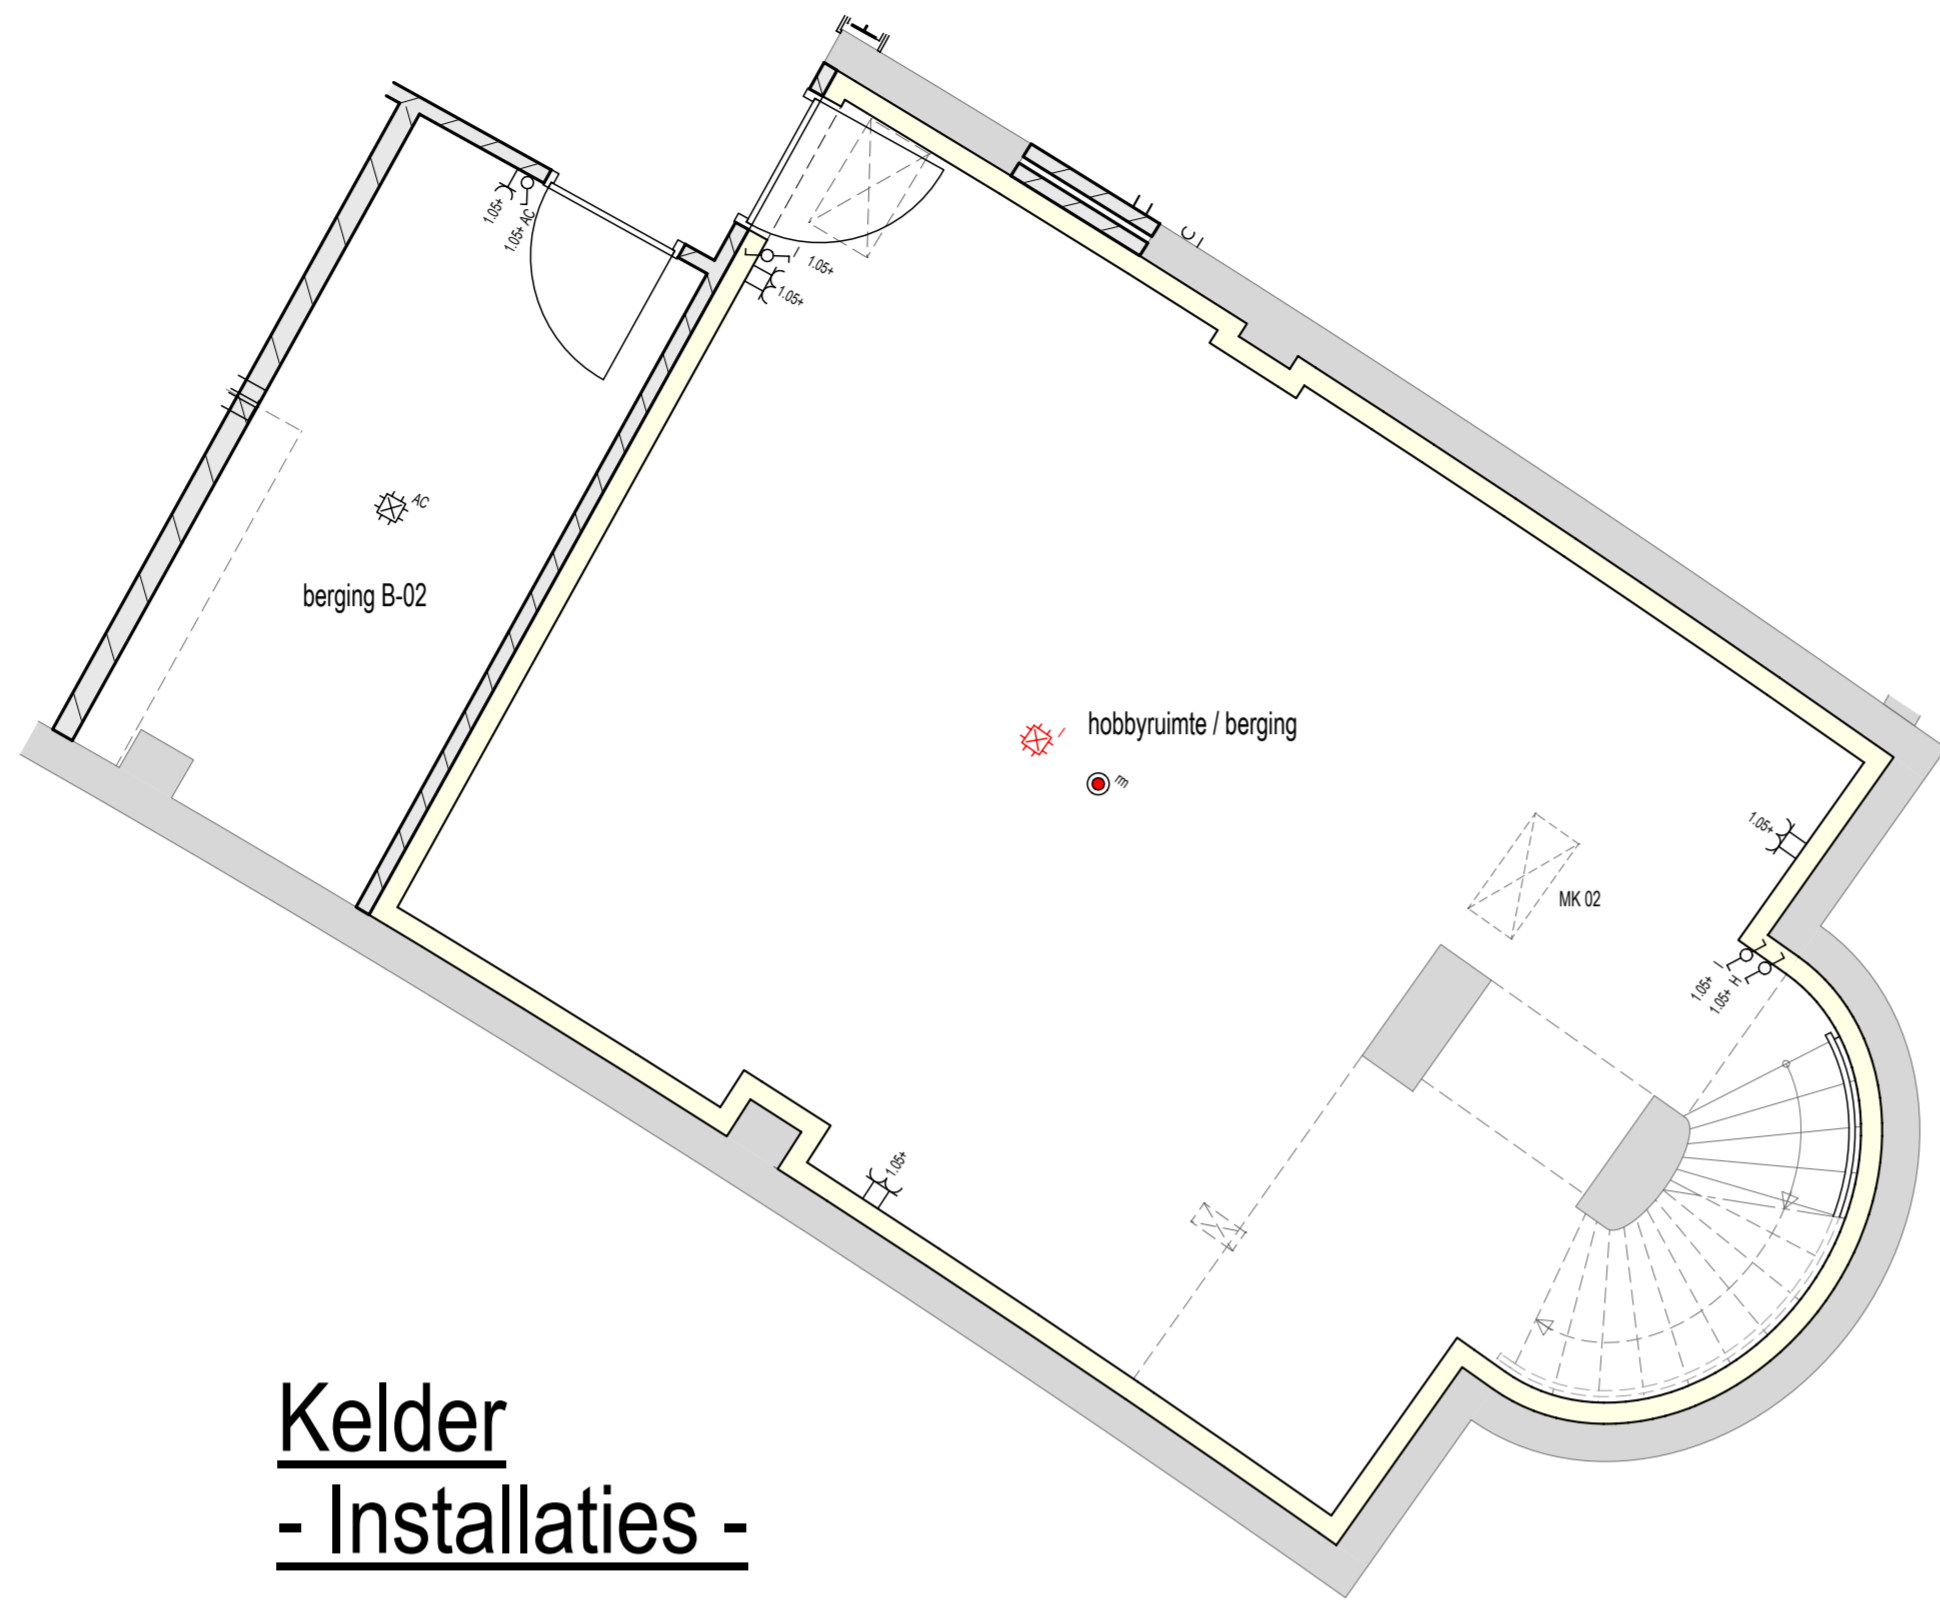 1.05+
1.05+ AC
I
1.05+
1.05+
AC
berging B-02
I
hobbyruimte / berging
rm
1.05+
MK 02
1.05+ I
1.05+ H
1.05+
Kelder
- Installaties -